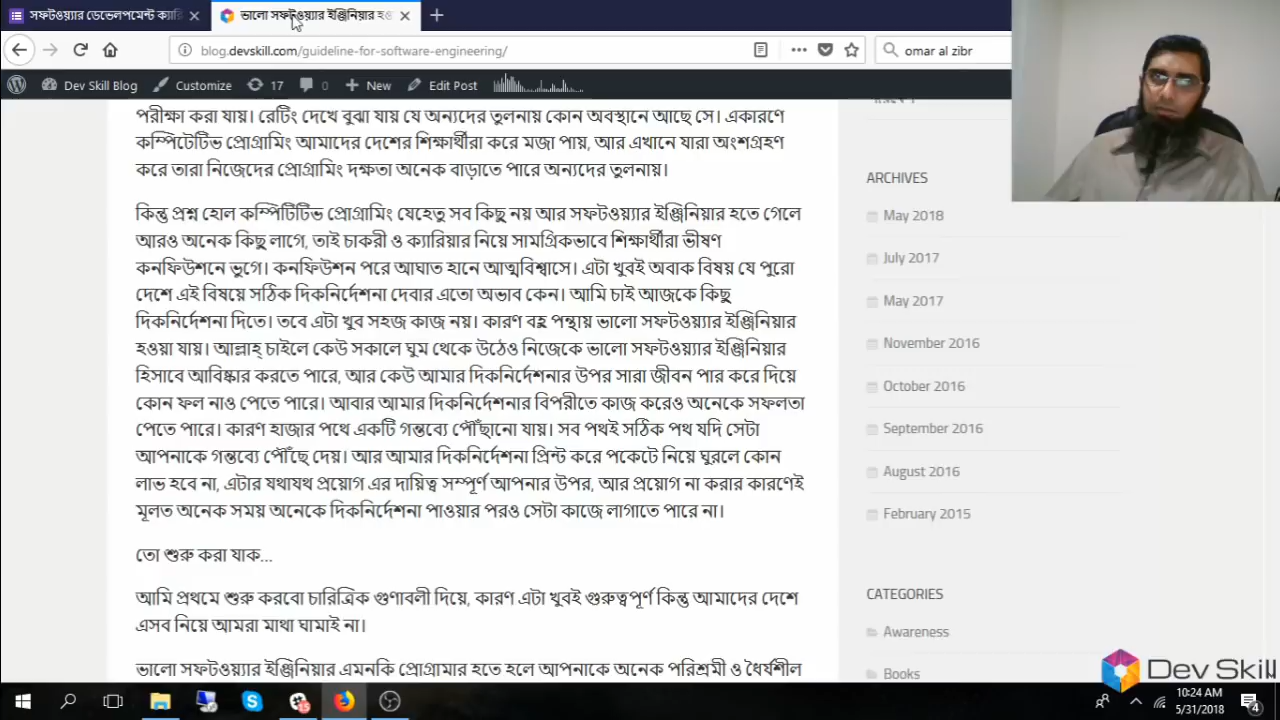 সফটওয়্যার ডেভেলপমেন্ট ক্যারি
ভালো সফটওয়্যার ইঞ্জিনিয়ার হও
blog.devskill.com/guideline-for-software-engineering/
omar al zibr
Dev Skill Blog
Customize
17
0
New
Edit Post
পরীক্ষা করা যায়। রেটিং দেখে বুঝা যায় যে অন্যদের তুলনায় কোন অবস্থানে আছে সে। একারণে
কম্পিটেটিভ প্রোগ্রামিং আমাদের দেশের শিক্ষার্থীরা করে মজা পায়, আর এখানে যারা অংশগ্রহণ
করে তারা নিজেদের প্রোগ্রামিং দক্ষতা অনেক বাড়াতে পারে অন্যদের তুলনায়।
কিন্তু প্রশ্ন হোল কম্পিটিটিভ প্রোগ্রামিং যেহেতু সব কিছু নয় আর সফটওয়্যার ইঞ্জিনিয়ার হতে গেলে
আরও অনেক কিছু লাগে, তাই চাকরী ও ক্যারিয়ার নিয়ে সামগ্রিকভাবে শিক্ষার্থীরা ভীষণ
কনফিউশনে ভুগে। কনফিউশন পরে আঘাত হানে আত্মবিশ্বাসে। এটা খুবই অবাক বিষয় যে পুরো
দেশে এই বিষয়ে সঠিক দিকনির্দেশনা দেবার এতো অভাব কেন। আমি চাই আজকে কিছু
দিকনির্দেশনা দিতে। তবে এটা খুব সহজ কাজ নয়। কারণ বহু পন্থায় ভালো সফটওয়্যার ইঞ্জিনিয়ার
হওয়া যায়। আল্লাহ্ চাইলে কেউ সকালে ঘুম থেকে উঠেও নিজেকে ভালো সফটওয়্যার ইঞ্জিনিয়ার
হিসাবে আবিষ্কার করতে পারে, আর কেউ আমার দিকনির্দেশনার উপর সারা জীবন পার করে দিয়ে
কোন ফল নাও পেতে পারে। আবার আমার দিকনির্দেশনার বিপরীতে কাজ করেও অনেকে সফলতা
পেতে পারে। কারণ হাজার পথে একটি গন্তব্যে পৌঁছানো যায়। সব পথই সঠিক পথ যদি সেটা
আপনাকে গন্তব্যে পৌঁছে দেয়। আর আমার দিকনির্দেশনা প্রিন্ট করে পকেটে নিয়ে ঘুরলে কোন
লাভ হবে না, এটার যথাযথ প্রয়োগ এর দায়িত্ব সম্পূর্ণ আপনার উপর, আর প্রয়োগ না করার কারণেই
মূলত অনেক সময় অনেকে দিকনির্দেশনা পাওয়ার পরও সেটা কাজে লাগাতে পারে না।
তো শুরু করা যাক...
আমি প্রথমে শুরু করবো চারিত্রিক গুণাবলী দিয়ে, কারণ এটা খুবই গুরুত্বপূর্ণ কিন্তু আমাদের দেশে
এসব নিয়ে আমরা মাথা ঘামাই না।
ভালো সফটওয়্যার ইঞ্জিনিয়ার এমনকি প্রোগ্রামার হতে হলে আপনাকে অনেক পরিশ্রমী ও ধৈর্যশীল
ARCHIVES
May 2018
July 2017
May 2017
November 2016
October 2016
September 2016
August 2016
February 2015
CATEGORIES
Awareness
Books
Dev Skill
10:24 AM
5/31/2018
4